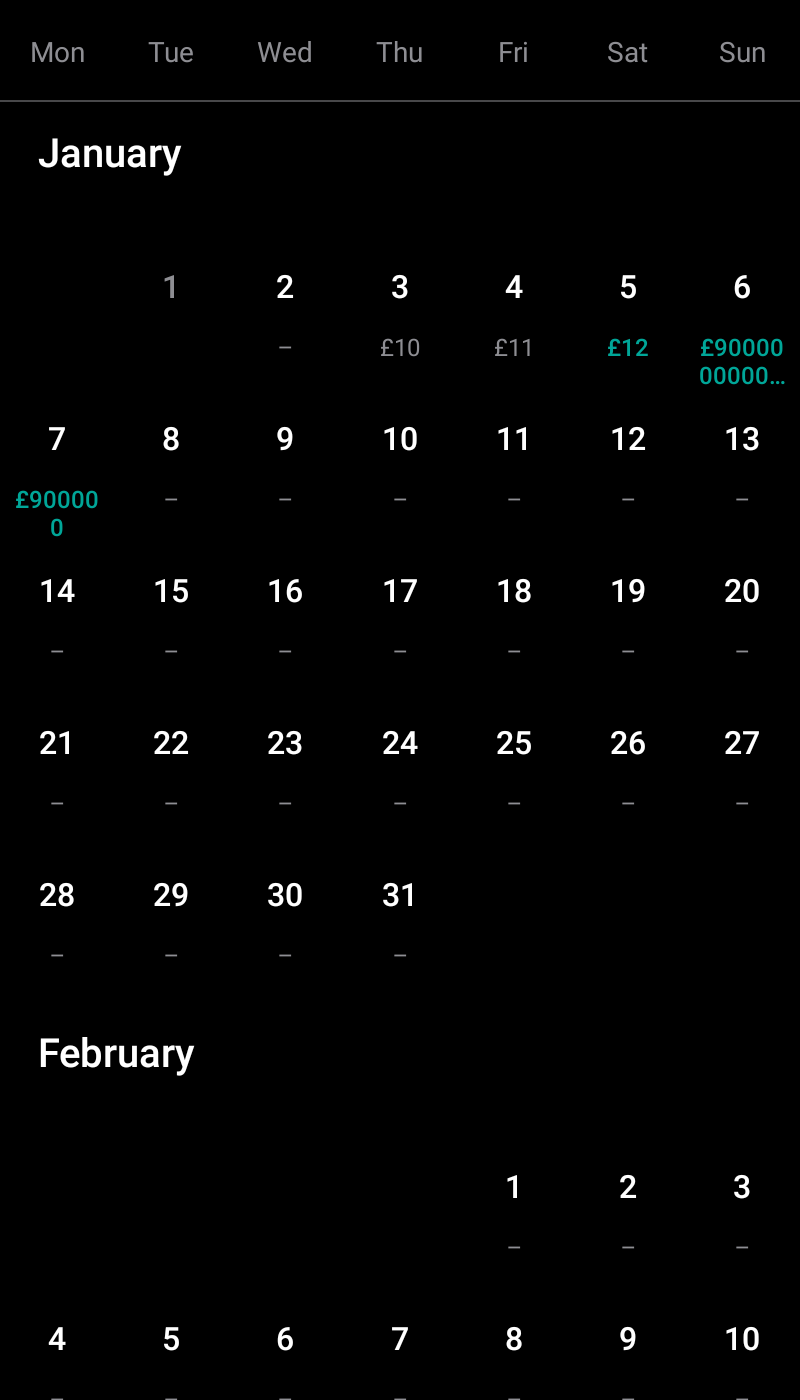 Mon Tue Wed Thu Fri Sat Sun
January
1 2 3 4 5 6
– £10 £11 £12 £90000
00000…
7 8 9 10 11 12 13
£90000 – – – – – –
0
14 15 16 17 18 19 20
– – – – – – –
21 22 23 24 25 26 27
– – – – – – –
28 29 30 31
– – – –
February
1 2 3
– – –
4 5 6 7 8 9 10
– – – – – – –